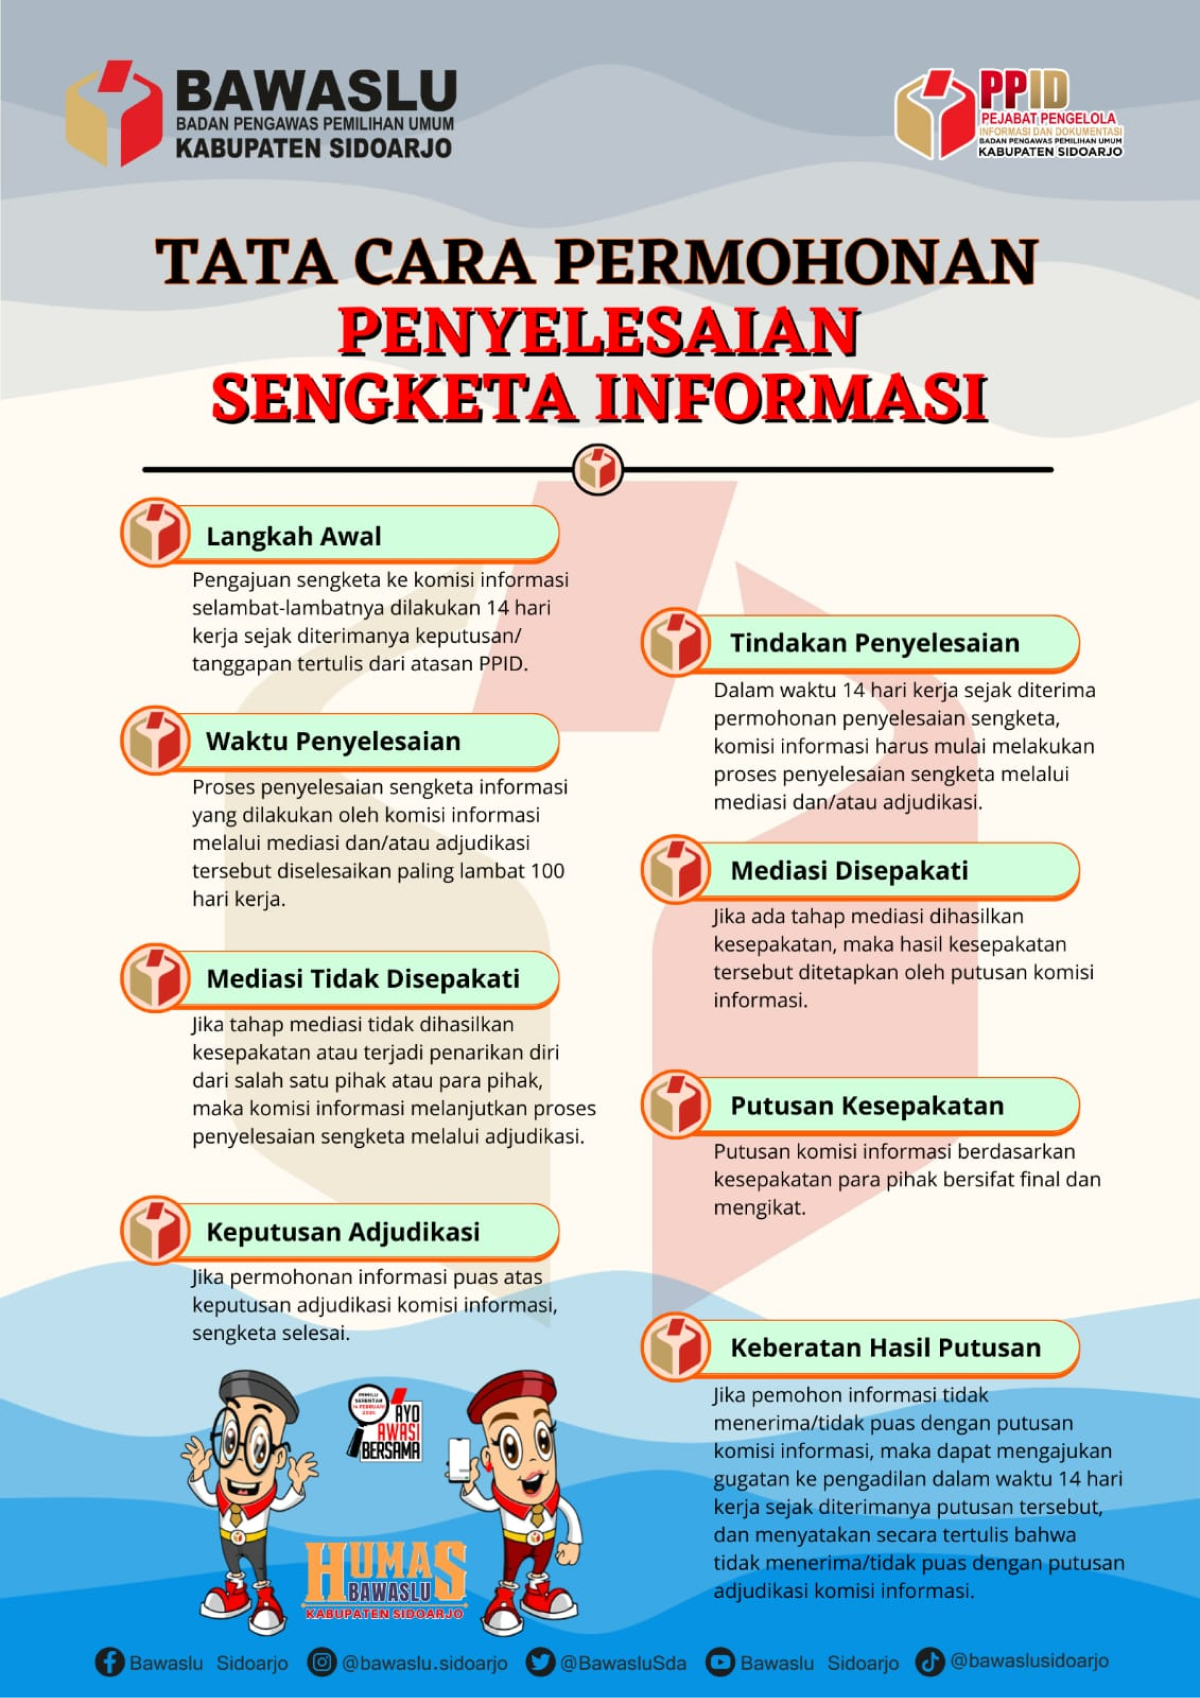 BAWASLU
BADAN PENGAWAS PEMILIHAN UMUM
KABUPATEN SIDOARJO
PPID
PEJABAT PENGELOLA
INFORMASI DAN DOKUMENTASI
BADAN PENGAWAS PEMILIHAN UMUM
KABUPATEN SIDOARJO
TATA CARA PERMOHONAN
PENYELESAIAN
SENGKETA INFORMASI
Langkah Awal
Pengajuan sengketa ke komisi informasi
selambat-lambatnya dilakukan 14 hari
kerja sejak diterimanya keputusan/
tanggapan tertulis dari atasan PPID.
Tindakan Penyelesaian
Dalam waktu 14 hari kerja sejak diterima
permohonan penyelesaian sengketa,
komisi informasi harus mulai melakukan
proses penyelesaian sengketa melalui
mediasi dan/atau adjudikasi.
Waktu Penyelesaian
Proses penyelesaian sengketa informasi
yang dilakukan oleh komisi informasi
melalui mediasi dan/atau adjudikasi
tersebut diselesaikan paling lambat 100
hari kerja.
Mediasi Disepakati
Jika ada tahap mediasi dihasilkan
kesepakatan, maka hasil kesepakatan
tersebut ditetapkan oleh putusan komisi
informasi.
Mediasi Tidak Disepakati
Jika tahap mediasi tidak dihasilkan
kesepakatan atau terjadi penarikan diri
dari salah satu pihak atau para pihak,
maka komisi informasi melanjutkan proses
penyelesaian sengketa melalui adjudikasi.
Putusan Kesepakatan
Putusan komisi informasi berdasarkan
kesepakatan para pihak bersifat final dan
mengikat.
Keputusan Adjudikasi
Jika permohonan informasi puas atas
keputusan adjudikasi komisi informasi,
sengketa selesai.
Keberatan Hasil Putusan
Jika pemohon informasi tidak
menerima/tidak puas dengan putusan
komisi informasi, maka dapat mengajukan
gugatan ke pengadilan dalam waktu 14 hari
kerja sejak diterimanya putusan tersebut,
dan menyatakan secara tertulis bahwa
tidak menerima/tidak puas dengan putusan
adjudikasi komisi informasi.
PEMILU
SERENTAK
14 FEBRUARI
AYO
AWASI
BERSAMA
HUMAS
BAWASLU
KABUPATEN SIDOARJO
Bawaslu Sidoarjo
@bawaslu.sidoarjo
@BawasluSda
Bawaslu Sidoarjo
@bawaslusidoarjo